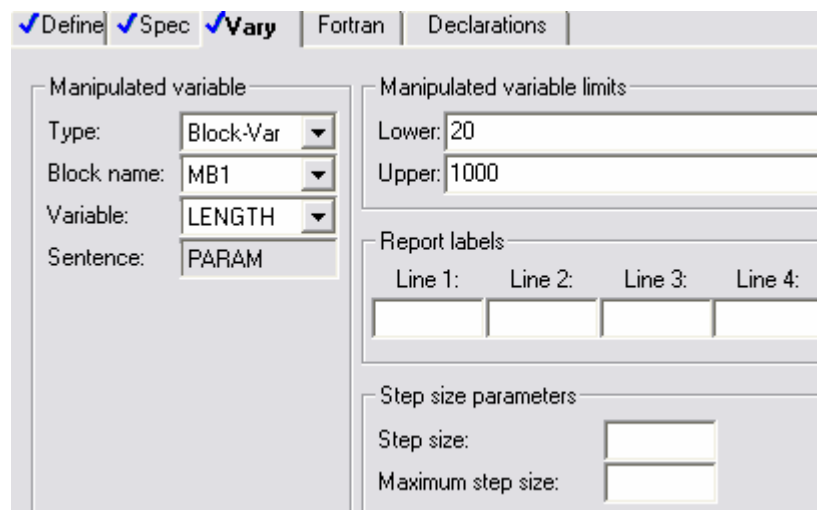 Define Spec Vary Fortran Declarations
Manipulated variable
Type: Block-Var
Block name: MB1
Variable: LENGTH
Sentence: PARAM
Manipulated variable limits
Lower: 20
Upper: 1000
Report labels
Line 1: Line 2: Line 3: Line 4:
Step size parameters
Step size:
Maximum step size: